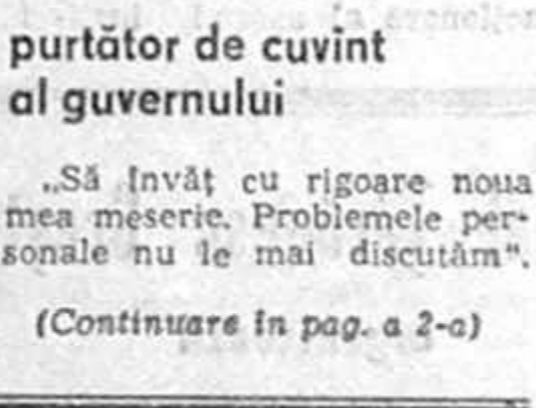 purtător de cuvînt
al guvernului
„Să învăț cu rigoare noua
mea meserie. Problemele per-
sonale nu le mai discutăm“.
(Continuare în pag. a 2-a)